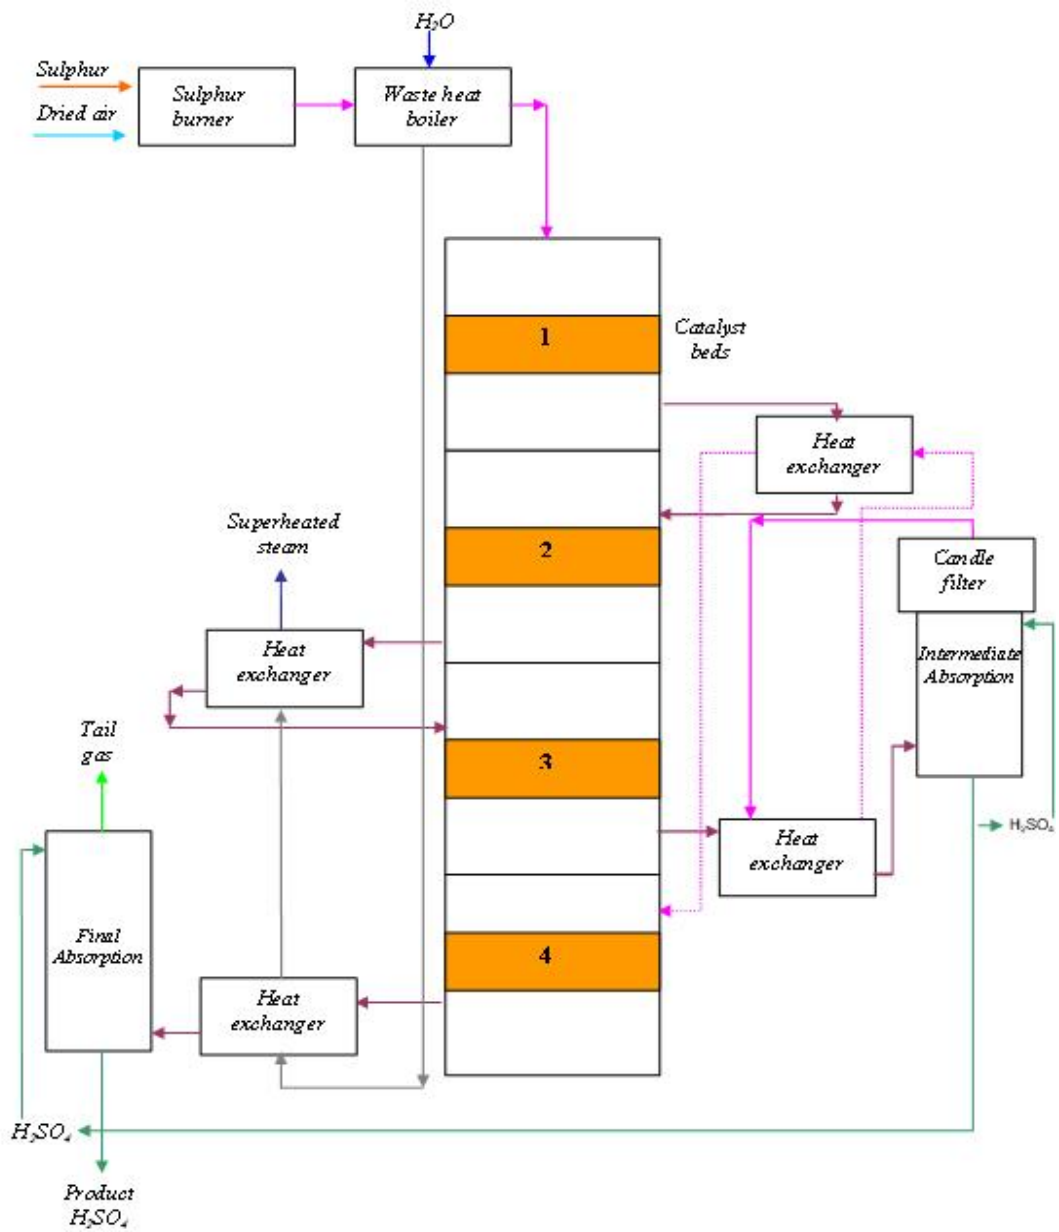 H₂O
Sulphur
Dried air
Sulphur
burner
Waste heat
boiler
1
Catalyst
beds
Heat
exchanger
Superheated
steam
2
Candle
filter
Heat
exchanger
Intermediate
Absorption
Tail
gas
3
H₂SO₄
Heat
exchanger
Final
Absorption
4
Heat
exchanger
H₂SO₄
Product
H₂SO₄